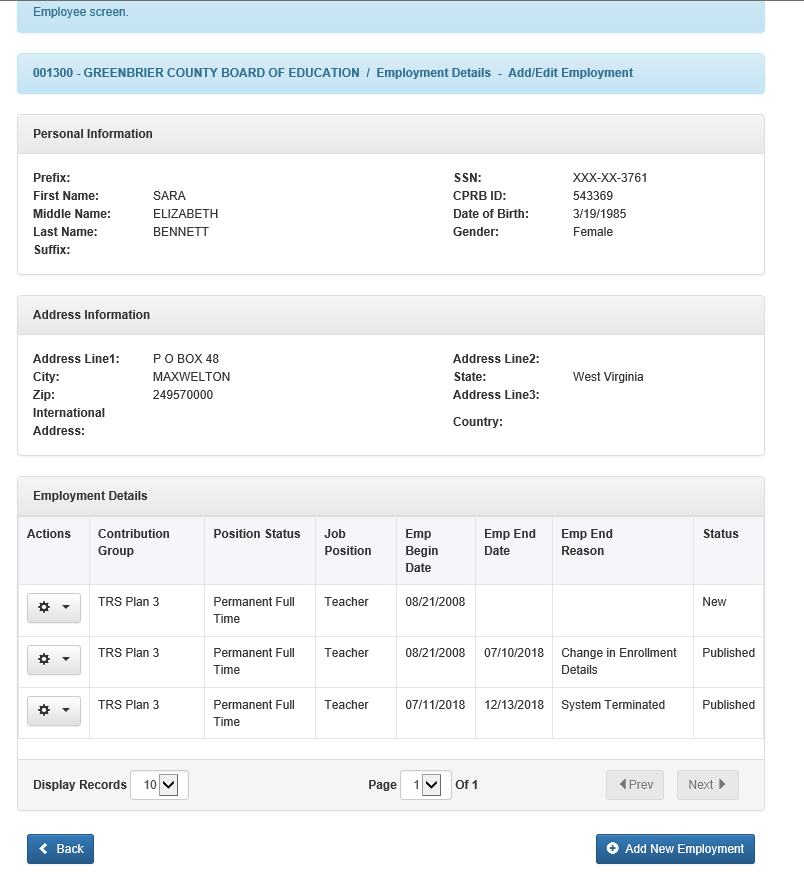 Employee screen.
001300 - GREENBRIER COUNTY BOARD OF EDUCATION / Employment Details - Add/Edit Employment
Personal Information
Prefix:
First Name: SARA
Middle Name: ELIZABETH
Last Name: BENNETT
Suffix:
SSN: XXX-XX-3761
CPRB ID: 543369
Date of Birth: 3/19/1985
Gender: Female
Address Information
Address Line1: P O BOX 48
City: MAXWELTON
Zip: 249570000
International
Address:
Address Line2:
State: West Virginia
Address Line3:
Country:
Employment Details
Actions Contribution Group Position Status Job Position Emp Begin Date Emp End Date Emp End Reason Status
TRS Plan 3 Permanent Full Time Teacher 08/21/2008 New
TRS Plan 3 Permanent Full Time Teacher 08/21/2008 07/10/2018 Change in Enrollment Details Published
TRS Plan 3 Permanent Full Time Teacher 07/11/2018 12/13/2018 System Terminated Published
Display Records 10 Page 1 Of 1 Prev Next
Back Add New Employment